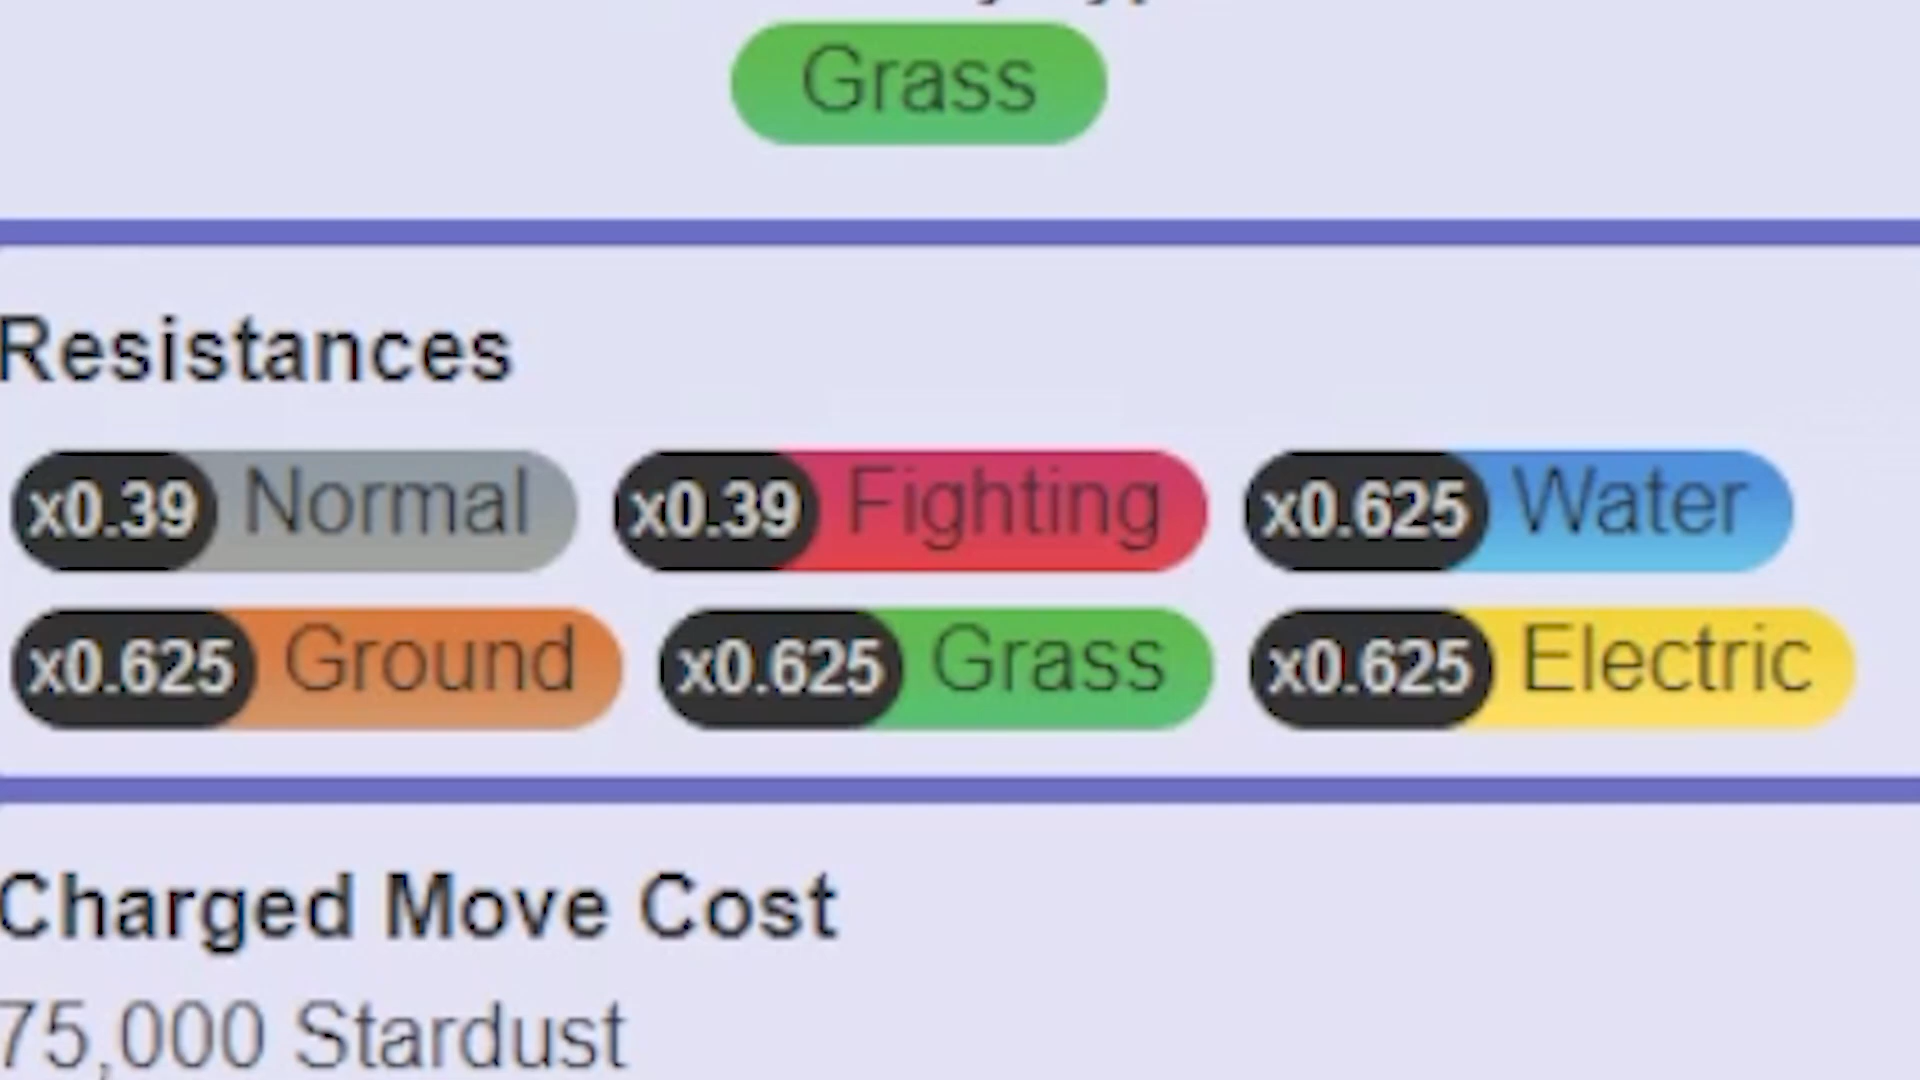 Grass
Resistances
x0.39 Normal x0.39 Fighting x0.625 Water
x0.625 Ground x0.625 Grass x0.625 Electric
Charged Move Cost
75,000 Stardust